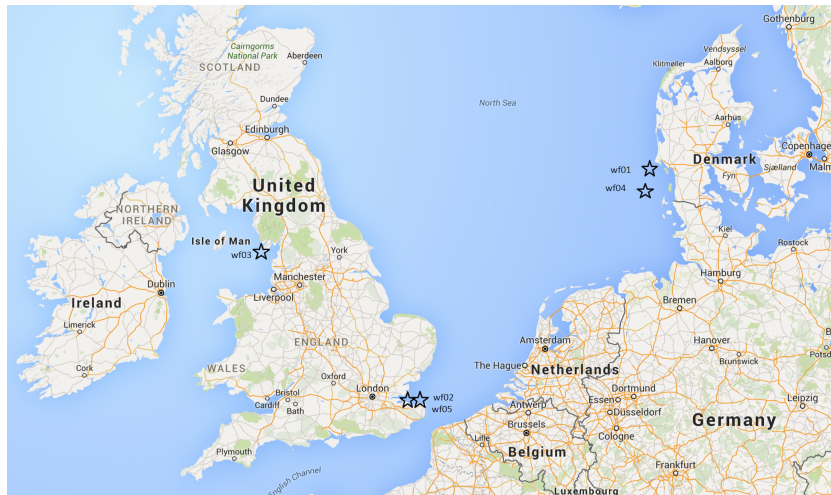 Gothenburg
Cairngorms
National Park
Aberdeen
SCOTLAND
Vendsyssel
Klitmøller
Aalborg
Dundee
North Sea
Edinburgh
Glasgow
Aarhus
Copenhage
Denmark
Malm
Sjælland
Fyn
wf01
wf04
United
Kingdom
NORTHERN
IRELAND
Isle of Man
wf03
York
Kiel
Rostock
Dublin
Manchester
Liverpool
Hamburg
Ireland
Bremen
Limerick
ENGLAND
Amsterdam
Hanover
B
Potsd
Brunswick
Cork
WALES
Oxford
London
The Hague
Netherlands
Bristol
Cardiff
Bath
wf02
wf05
Antwerp
Essen
Dortmund
Düsseldorf
Leipzig
Brussels
Cologne
Germany
Lille
Belgium
Plymouth
English Channel
Frankfurt
Luxembourg